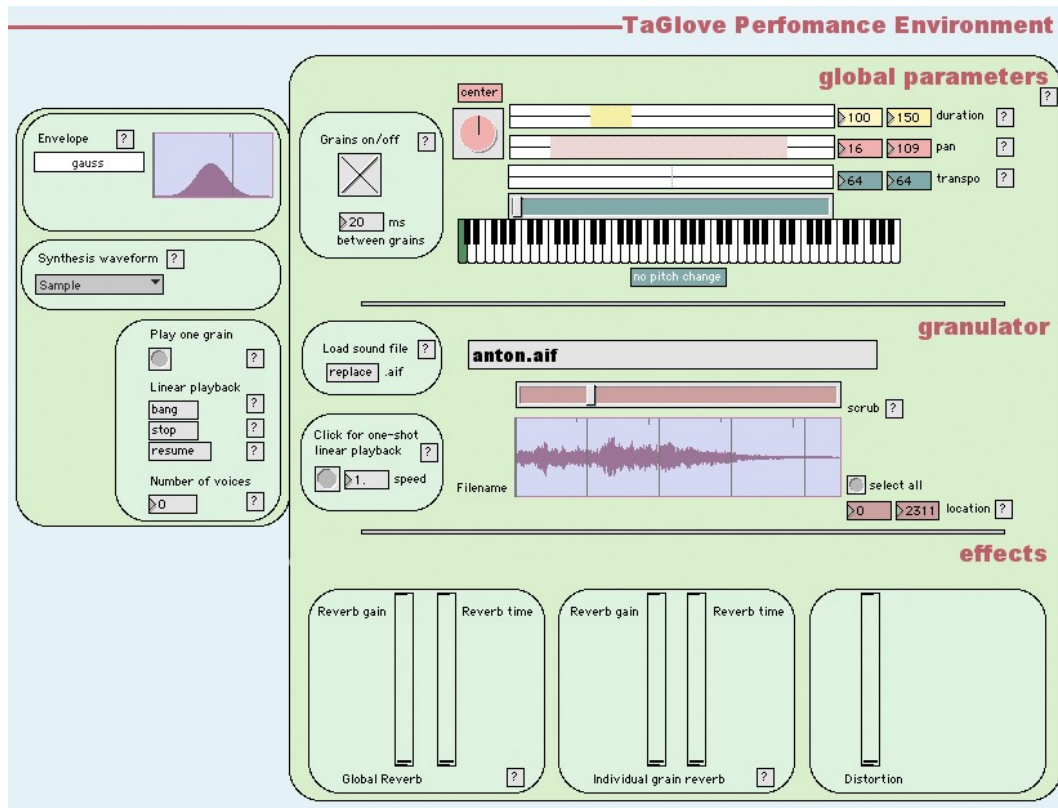 TaGlove Perfomance Environment
global parameters
?
Envelope ?
gauss
Synthesis waveform ?
Sample
Play one grain
?
Linear playback
bang ?
stop ?
resume ?
Number of voices
0 ?
Grains on/off ?
20 ms
between grains
center
100 150 duration ?
16 109 pan ?
64 64 transpo ?
no pitch change
granulator
Load sound file ?
replace .aif
anton.aif
scrub ?
Click for one-shot
linear playback ?
1. speed
Filename
select all
0 2311 location ?
effects
Reverb gain Reverb time
Global Reverb ?
Reverb gain Reverb time
Individual grain reverb ?
Distortion